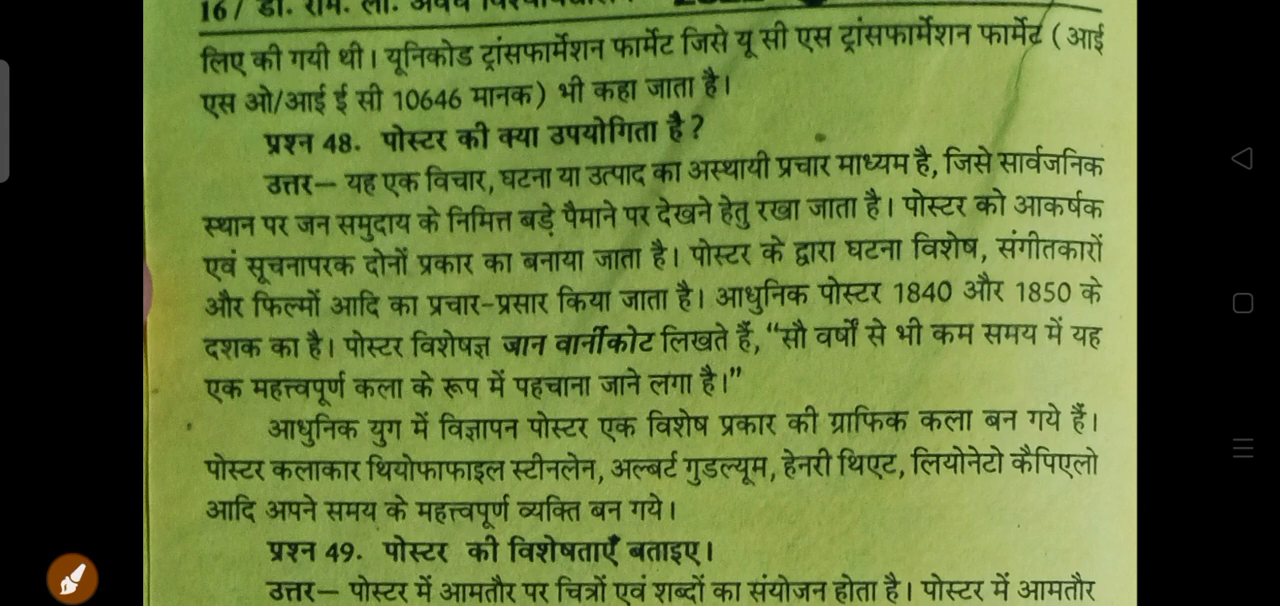 16 / डॉ. राम. लो. अवध
लिए की गयी थी। यूनिकोड ट्रांसफार्मेशन फार्मेट जिसे यू सी एस ट्रांसफार्मेशन फार्मेट (आई
एस ओ/आई ई सी 10646 मानक) भी कहा जाता है।
प्रश्न 48. पोस्टर की क्या उपयोगिता है?
उत्तर— यह एक विचार, घटना या उत्पाद का अस्थायी प्रचार माध्यम है, जिसे सार्वजनिक
स्थान पर जन समुदाय के निमित्त बड़े पैमाने पर देखने हेतु रखा जाता है। पोस्टर को आकर्षक
एवं सूचनापरक दोनों प्रकार का बनाया जाता है। पोस्टर के द्वारा घटना विशेष, संगीतकारों
और फिल्मों आदि का प्रचार-प्रसार किया जाता है। आधुनिक पोस्टर 1840 और 1850 के
दशक का है। पोस्टर विशेषज्ञ जान वार्नीकोट लिखते हैं, “सौ वर्षों से भी कम समय में यह
एक महत्त्वपूर्ण कला के रूप में पहचाना जाने लगा है।”
आधुनिक युग में विज्ञापन पोस्टर एक विशेष प्रकार की ग्राफिक कला बन गये हैं।
पोस्टर कलाकार थियोफाफाइल स्टीनलेन, अल्बर्ट गुडल्यूम, हेनरी थिएट, लियोनेटो कैपिएलो
आदि अपने समय के महत्त्वपूर्ण व्यक्ति बन गये।
प्रश्न 49. पोस्टर की विशेषताएँ बताइए।
उत्तर— पोस्टर में आमतौर पर चित्रों एवं शब्दों का संयोजन होता है। पोस्टर में आमतौर